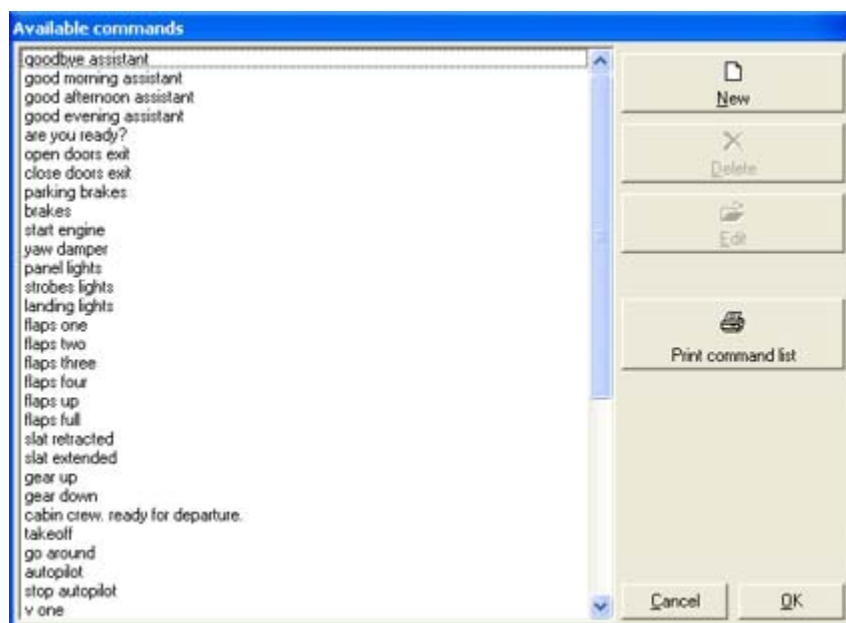 Available commands
goodbye assistant
good morning assistant
good afternoon assistant
good evening assistant
are you ready?
open doors exit
close doors exit
parking brakes
brakes
start engine
yaw damper
panel lights
strobes lights
landing lights
flaps one
flaps two
flaps three
flaps four
flaps up
flaps full
slat retracted
slat extended
gear up
gear down
cabin crew. ready for departure.
takeoff
go around
autopilot
stop autopilot
v one
New
Delete
Edit
Print command list
Cancel
OK